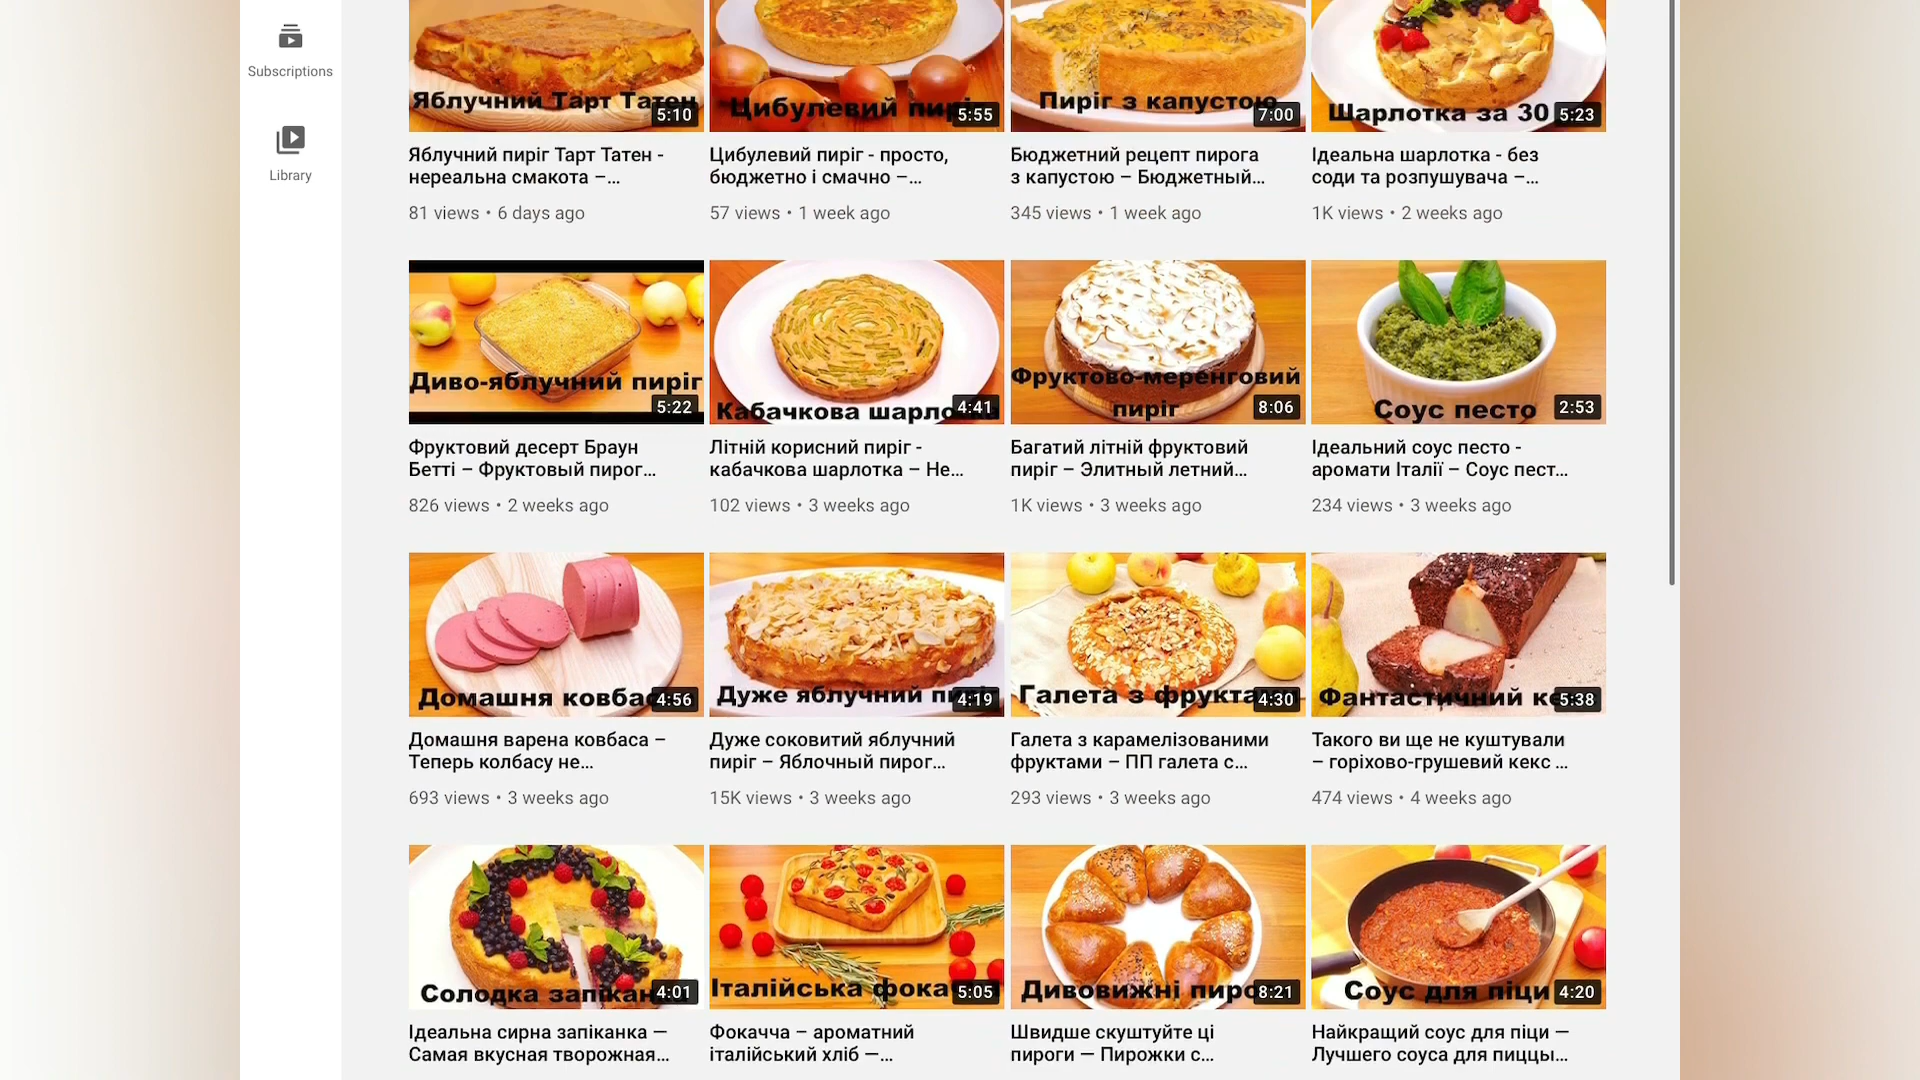 Subscriptions
Library
Яблучний Тарт Татен
5:10
Цибулевий пиріг
5:55
Пиріг з капустою
7:00
Шарлотка за 30
5:23
Яблучний пиріг Тарт Татен -
нереальна смакота –...
81 views • 6 days ago
Цибулевий пиріг - просто,
бюджетно і смачно –...
57 views • 1 week ago
Бюджетний рецепт пирога
з капустою – Бюджетный...
345 views • 1 week ago
Ідеальна шарлотка - без
соди та розпушувача –...
1K views • 2 weeks ago
Диво-яблучний пиріг
5:22
Кабачкова шарло
4:41
Фруктово-меренговий
пиріг
8:06
Соус песто
2:53
Фруктовий десерт Браун
Бетті – Фруктовый пирог...
826 views • 2 weeks ago
Літній корисний пиріг -
кабачкова шарлотка – Не...
102 views • 3 weeks ago
Багатий літній фруктовий
пиріг – Элитный летний...
1K views • 3 weeks ago
Ідеальний соус песто -
аромати Італії – Соус пест...
234 views • 3 weeks ago
Домашня ковбас
4:56
Дуже яблучний пиріг
4:19
Галета з фрукта
4:30
Фантастичний ке
5:38
Домашня варена ковбаса –
Теперь колбасу не...
693 views • 3 weeks ago
Дуже соковитий яблучний
пиріг – Яблочный пирог...
15K views • 3 weeks ago
Галета з карамелізованими
фруктами – ПП галета с...
293 views • 3 weeks ago
Такого ви ще не куштували
– горіхово-грушевий кекс ...
474 views • 4 weeks ago
Солодка запікан
4:01
Італійська фока
5:05
Дивовижні пиро
8:21
Соус для піци
4:20
Ідеальна сирна запіканка —
Самая вкусная творожная...
Фокачча – ароматний
італійський хліб —...
Швидше скуштуйте ці
пироги — Пирожки с...
Найкращий соус для піци —
Лучшего соуса для пиццы...